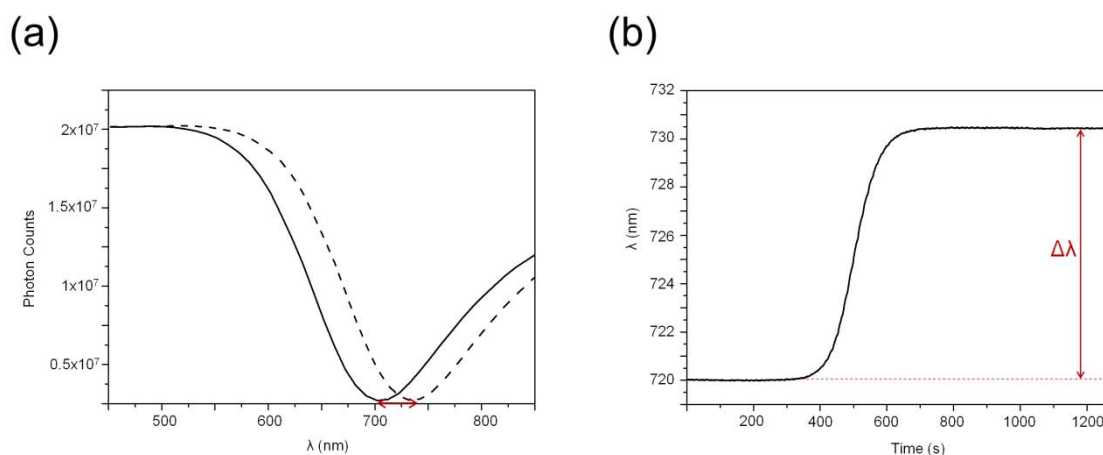 (a)
(b)
2x10⁷
1.5x10⁷
1x10⁷
0.5x10⁷
Photon Counts
500 600 700 800
λ (nm)
732
730
728
726
724
722
720
λ (nm)
Δλ
200 400 600 800 1000 1200
Time (s)